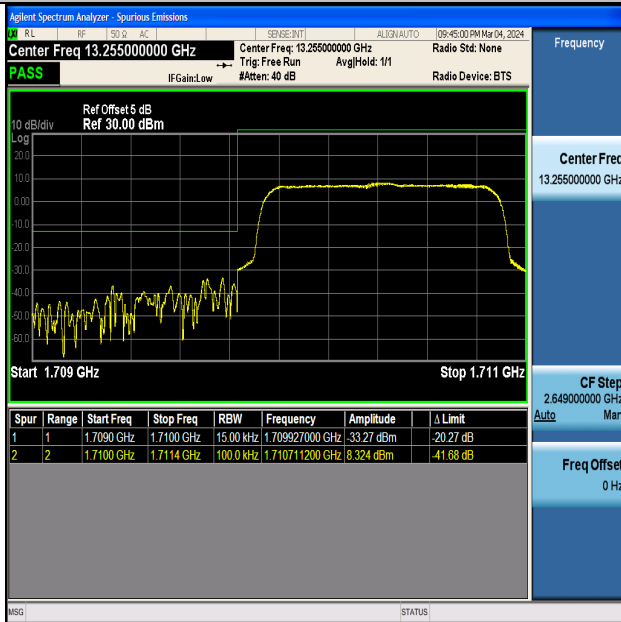 Agilent Spectrum Analyzer - Spurious Emissions
RL RF 50 Ω AC SENSE:INT ALIGN AUTO 09:45:00 PM Mar 04, 2024
Center Freq 13.255000000 GHz
Center Freq: 13.255000000 GHz Radio Std: None
Trig: Free Run Avg|Hold: 1/1
PASS IFGain:Low #Atten: 40 dB Radio Device: BTS
Frequency
Ref Offset 5 dB
10 dB/div Ref 30.00 dBm
Log
20.0
10.0
0.00
-10.0
-20.0
-30.0
-40.0
-50.0
-60.0
Start 1.709 GHz Stop 1.711 GHz
Spur Range Start Freq Stop Freq RBW Frequency Amplitude Δ Limit
1 1 1.7090 GHz 1.7100 GHz 15.00 kHz 1.709927000 GHz -33.27 dBm -20.27 dB
2 2 1.7100 GHz 1.7114 GHz 100.0 kHz 1.710711200 GHz 8.324 dBm -41.68 dB
Center Freq
13.255000000 GHz
CF Step
2.649000000 GHz
Auto Man
Freq Offset
0 Hz
MSG STATUS